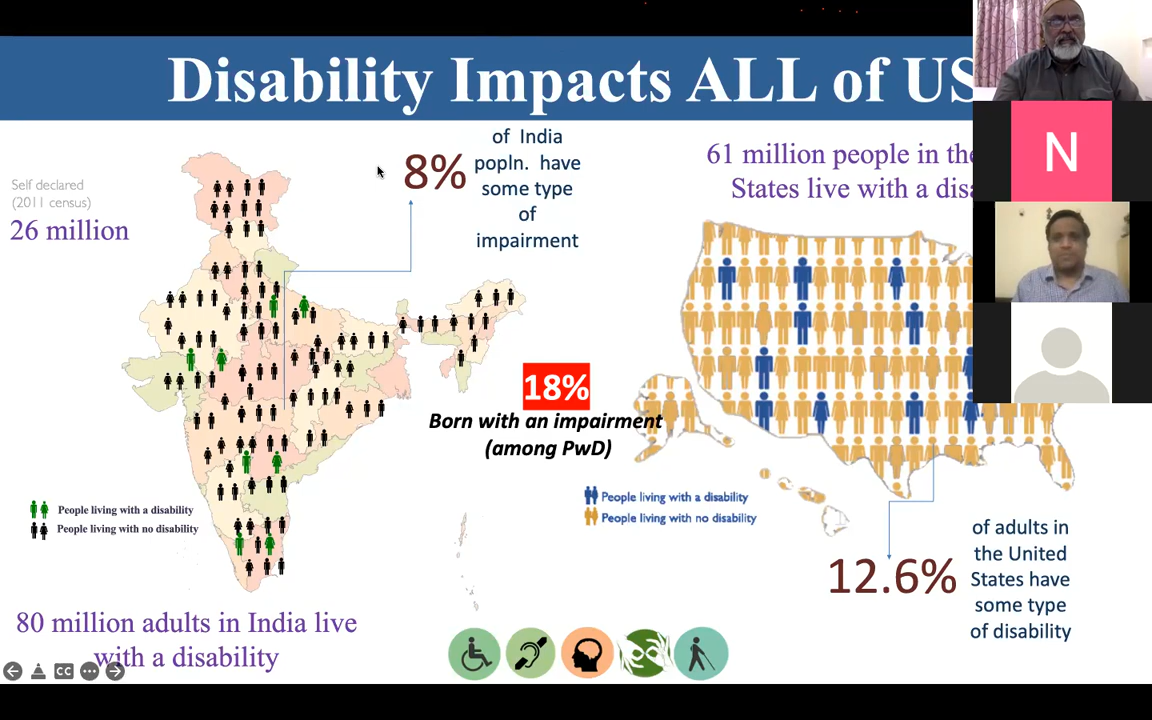 Disability Impacts ALL of US
Self declared
(2011 census)
26 million
8%
of India
popln. have
some type
of
impairment
61 million people in the
States live with a disa
N
18%
Born with an impairment
(among PwD)
People living with a disability
People living with no disability
People living with a disability
People living with no disability
12.6%
of adults in
the United
States have
some type
of disability
80 million adults in India live
with a disability
CC